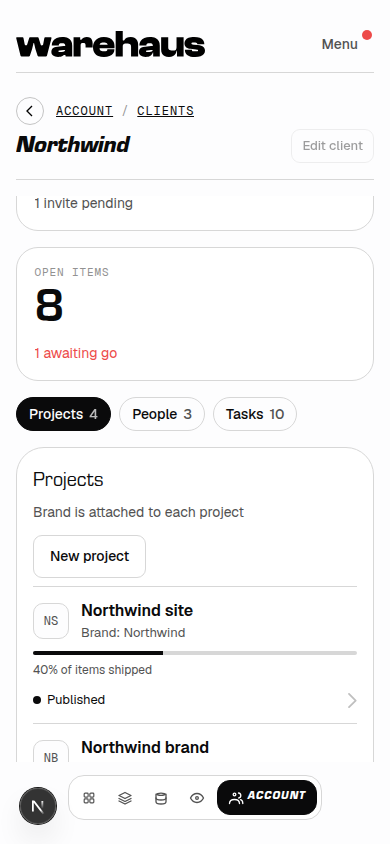 warehaus
Menu
ACCOUNT / CLIENTS
Northwind
Edit client
1 invite pending
OPEN ITEMS
8
1 awaiting go
Projects 4
People 3
Tasks 10
Projects
Brand is attached to each project
New project
NS
Northwind site
Brand: Northwind
40% of items shipped
Published
NB
Northwind brand
N
ACCOUNT